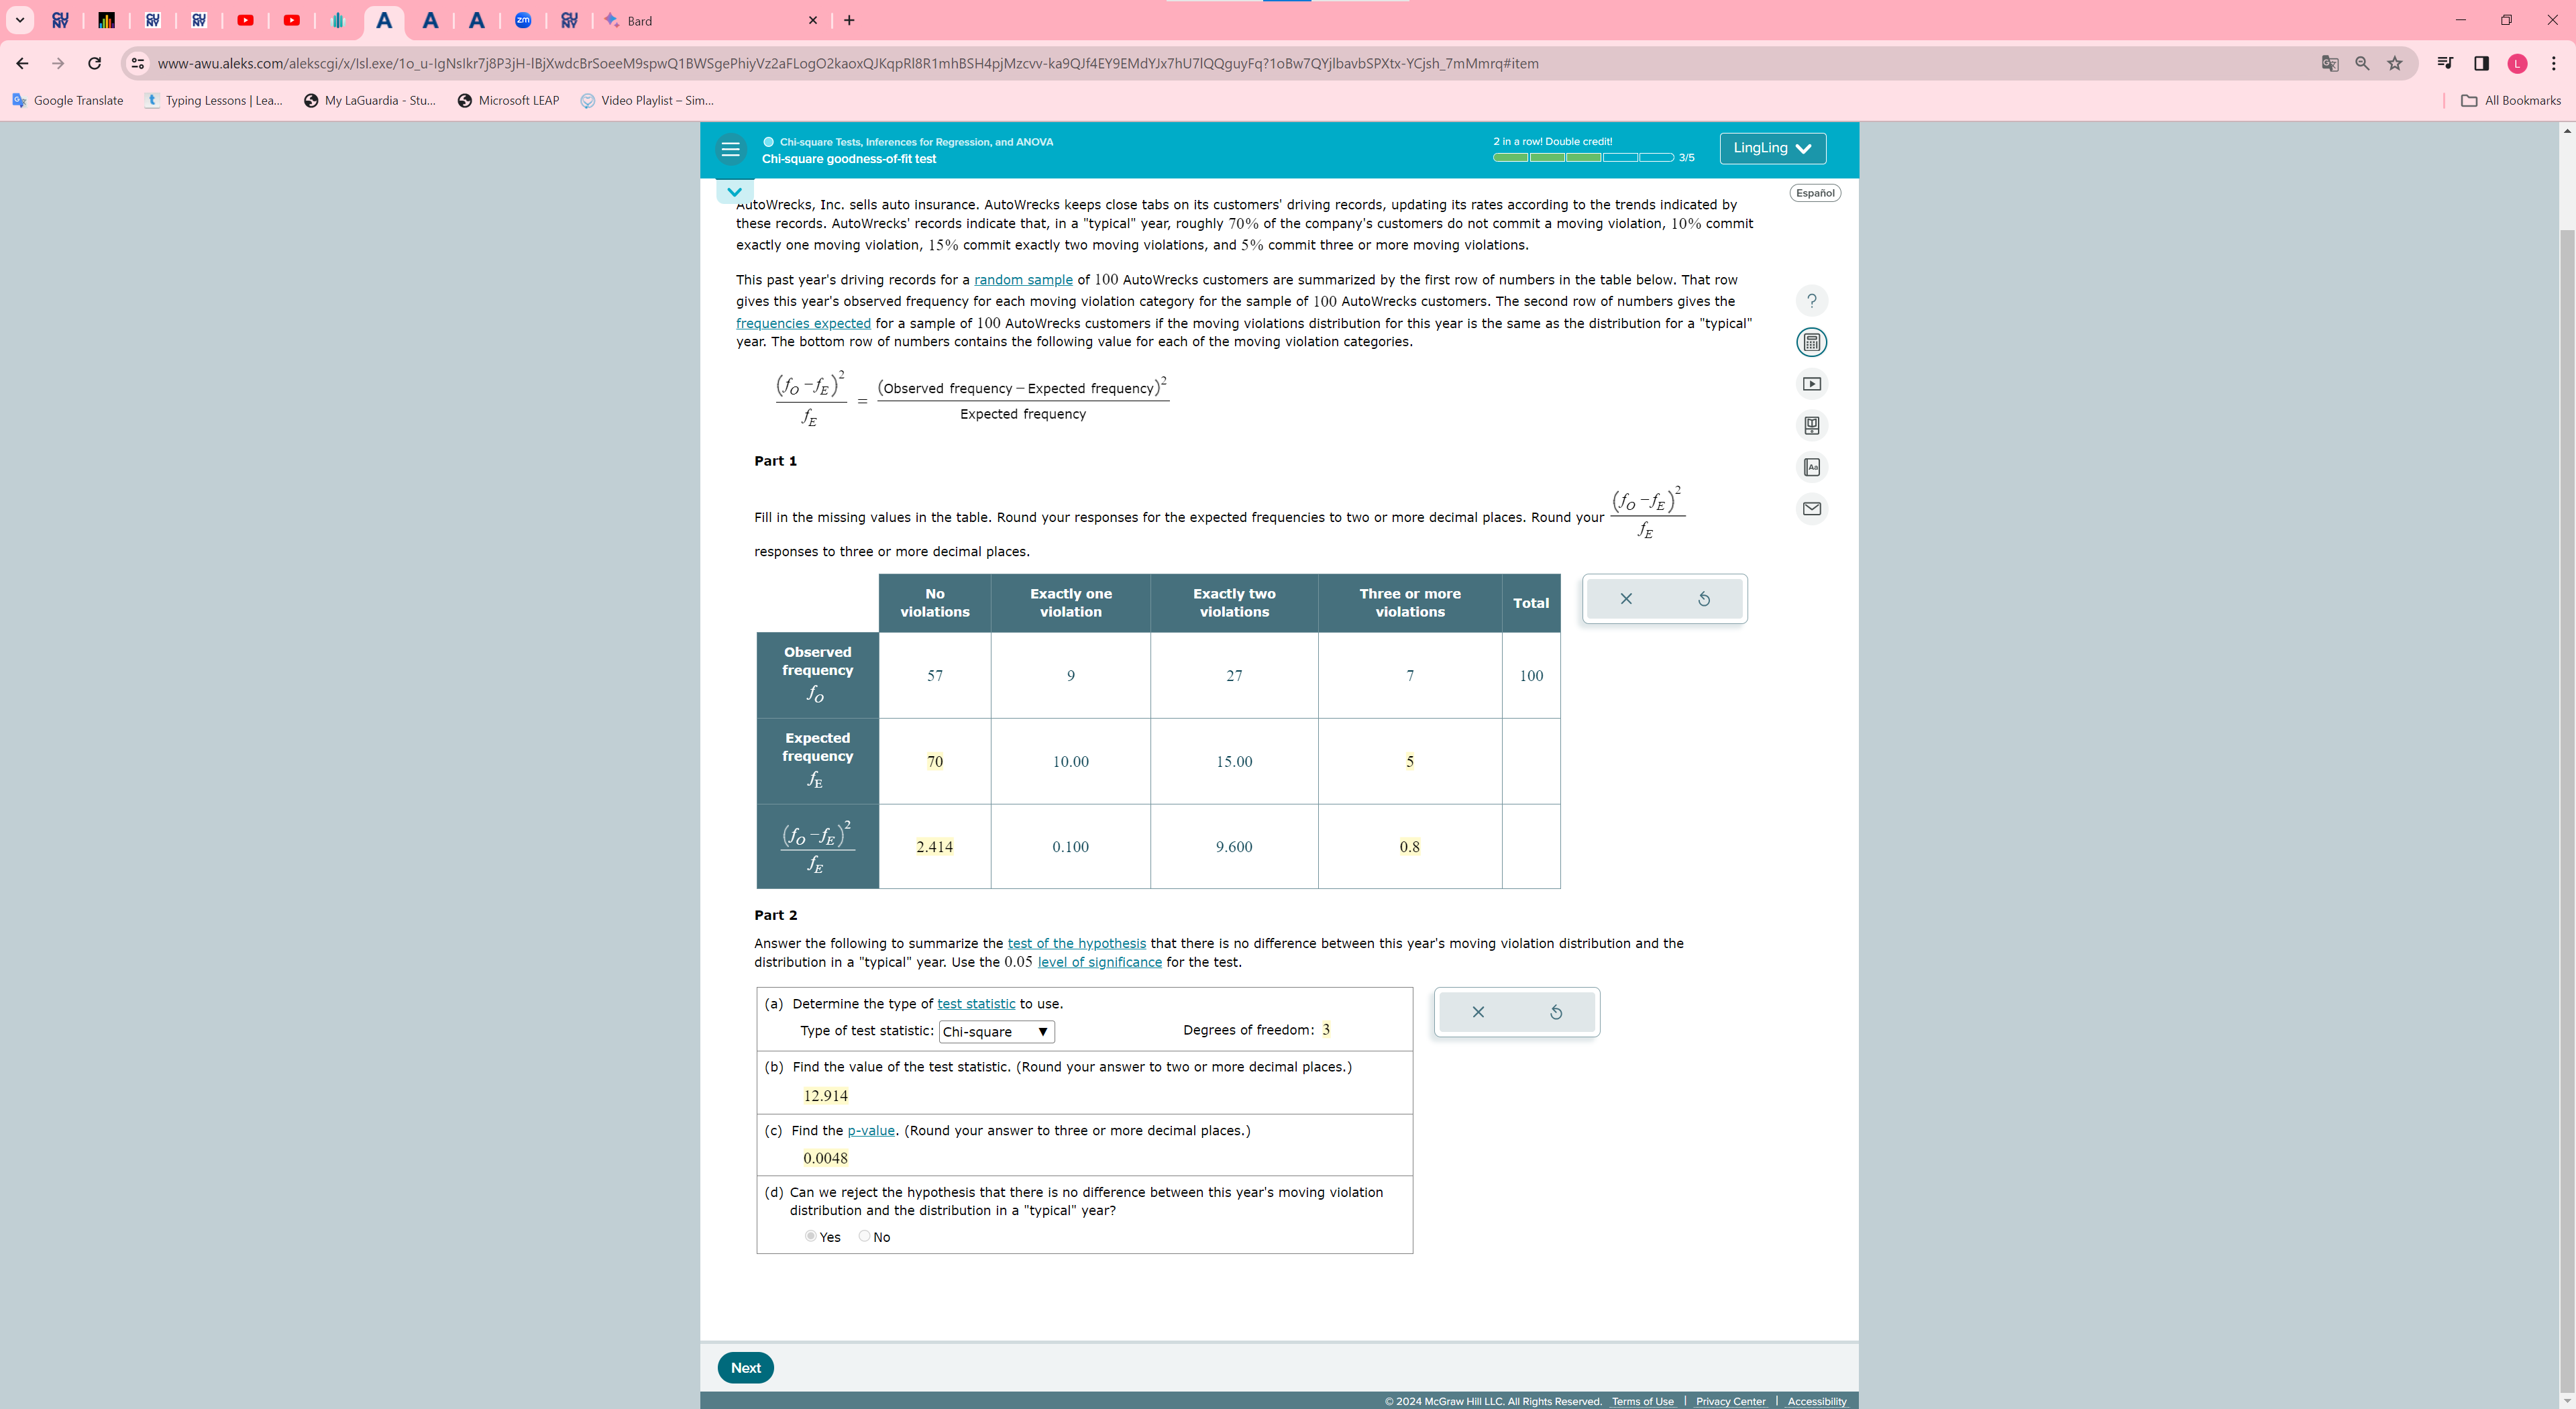 Bard
www-awu.aleks.com/alekscgi/x/Isl.exe/1o_u-IgNsIkr7j8P3jH-IBjXwdcBrSoeeM9spwQ1BWSgePhiyVz2aFLogO2kaoxQJKqpRl8R1mhBSH4pjMzcvv-ka9QJf4EY9EMdYJx7hU7lQQguyFq?1oBw7QYjlbavbSPXtx-YCjsh_7mMmrq#item
Google Translate
Typing Lessons | Lea...
My LaGuardia - Stu...
Microsoft LEAP
Video Playlist – Sim...
All Bookmarks
Chi-square Tests, Inferences for Regression, and ANOVA
Chi-square goodness-of-fit test
2 in a row! Double credit!
3/5
LingLing
Español
AutoWrecks, Inc. sells auto insurance. AutoWrecks keeps close tabs on its customers' driving records, updating its rates according to the trends indicated by
these records. AutoWrecks' records indicate that, in a "typical" year, roughly 70% of the company's customers do not commit a moving violation, 10% commit
exactly one moving violation, 15% commit exactly two moving violations, and 5% commit three or more moving violations.
This past year's driving records for a random sample of 100 AutoWrecks customers are summarized by the first row of numbers in the table below. That row
gives this year's observed frequency for each moving violation category for the sample of 100 AutoWrecks customers. The second row of numbers gives the
frequencies expected for a sample of 100 AutoWrecks customers if the moving violations distribution for this year is the same as the distribution for a "typical"
year. The bottom row of numbers contains the following value for each of the moving violation categories.
(fO −fE)² / fE = (Observed frequency − Expected frequency)² / Expected frequency
Part 1
Fill in the missing values in the table. Round your responses for the expected frequencies to two or more decimal places. Round your (fO −fE)² / fE
responses to three or more decimal places.
No violations Exactly one violation Exactly two violations Three or more violations Total
Observed frequency fO 57 9 27 7 100
Expected frequency fE 70 10.00 15.00 5
(fO −fE)² / fE 2.414 0.100 9.600 0.8
Part 2
Answer the following to summarize the test of the hypothesis that there is no difference between this year's moving violation distribution and the
distribution in a "typical" year. Use the 0.05 level of significance for the test.
(a) Determine the type of test statistic to use.
Type of test statistic: Chi-square ▼ Degrees of freedom: 3
(b) Find the value of the test statistic. (Round your answer to two or more decimal places.)
12.914
(c) Find the p-value. (Round your answer to three or more decimal places.)
0.0048
(d) Can we reject the hypothesis that there is no difference between this year's moving violation
distribution and the distribution in a "typical" year?
Yes No
Next
© 2024 McGraw Hill LLC. All Rights Reserved. Terms of Use | Privacy Center | Accessibility